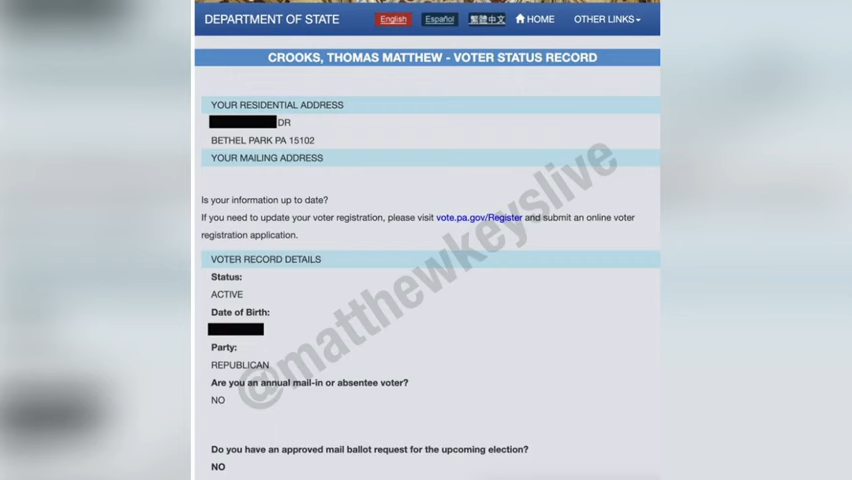 DEPARTMENT OF STATE English Español 繁體中文 HOME OTHER LINKS
CROOKS, THOMAS MATTHEW - VOTER STATUS RECORD
YOUR RESIDENTIAL ADDRESS
DR
BETHEL PARK PA 15102
YOUR MAILING ADDRESS
Is your information up to date?
If you need to update your voter registration, please visit vote.pa.gov/Register and submit an online voter
registration application.
VOTER RECORD DETAILS
Status:
ACTIVE
Date of Birth:
Party:
REPUBLICAN
Are you an annual mail-in or absentee voter?
NO
Do you have an approved mail ballot request for the upcoming election?
NO
@matthewkeyslive